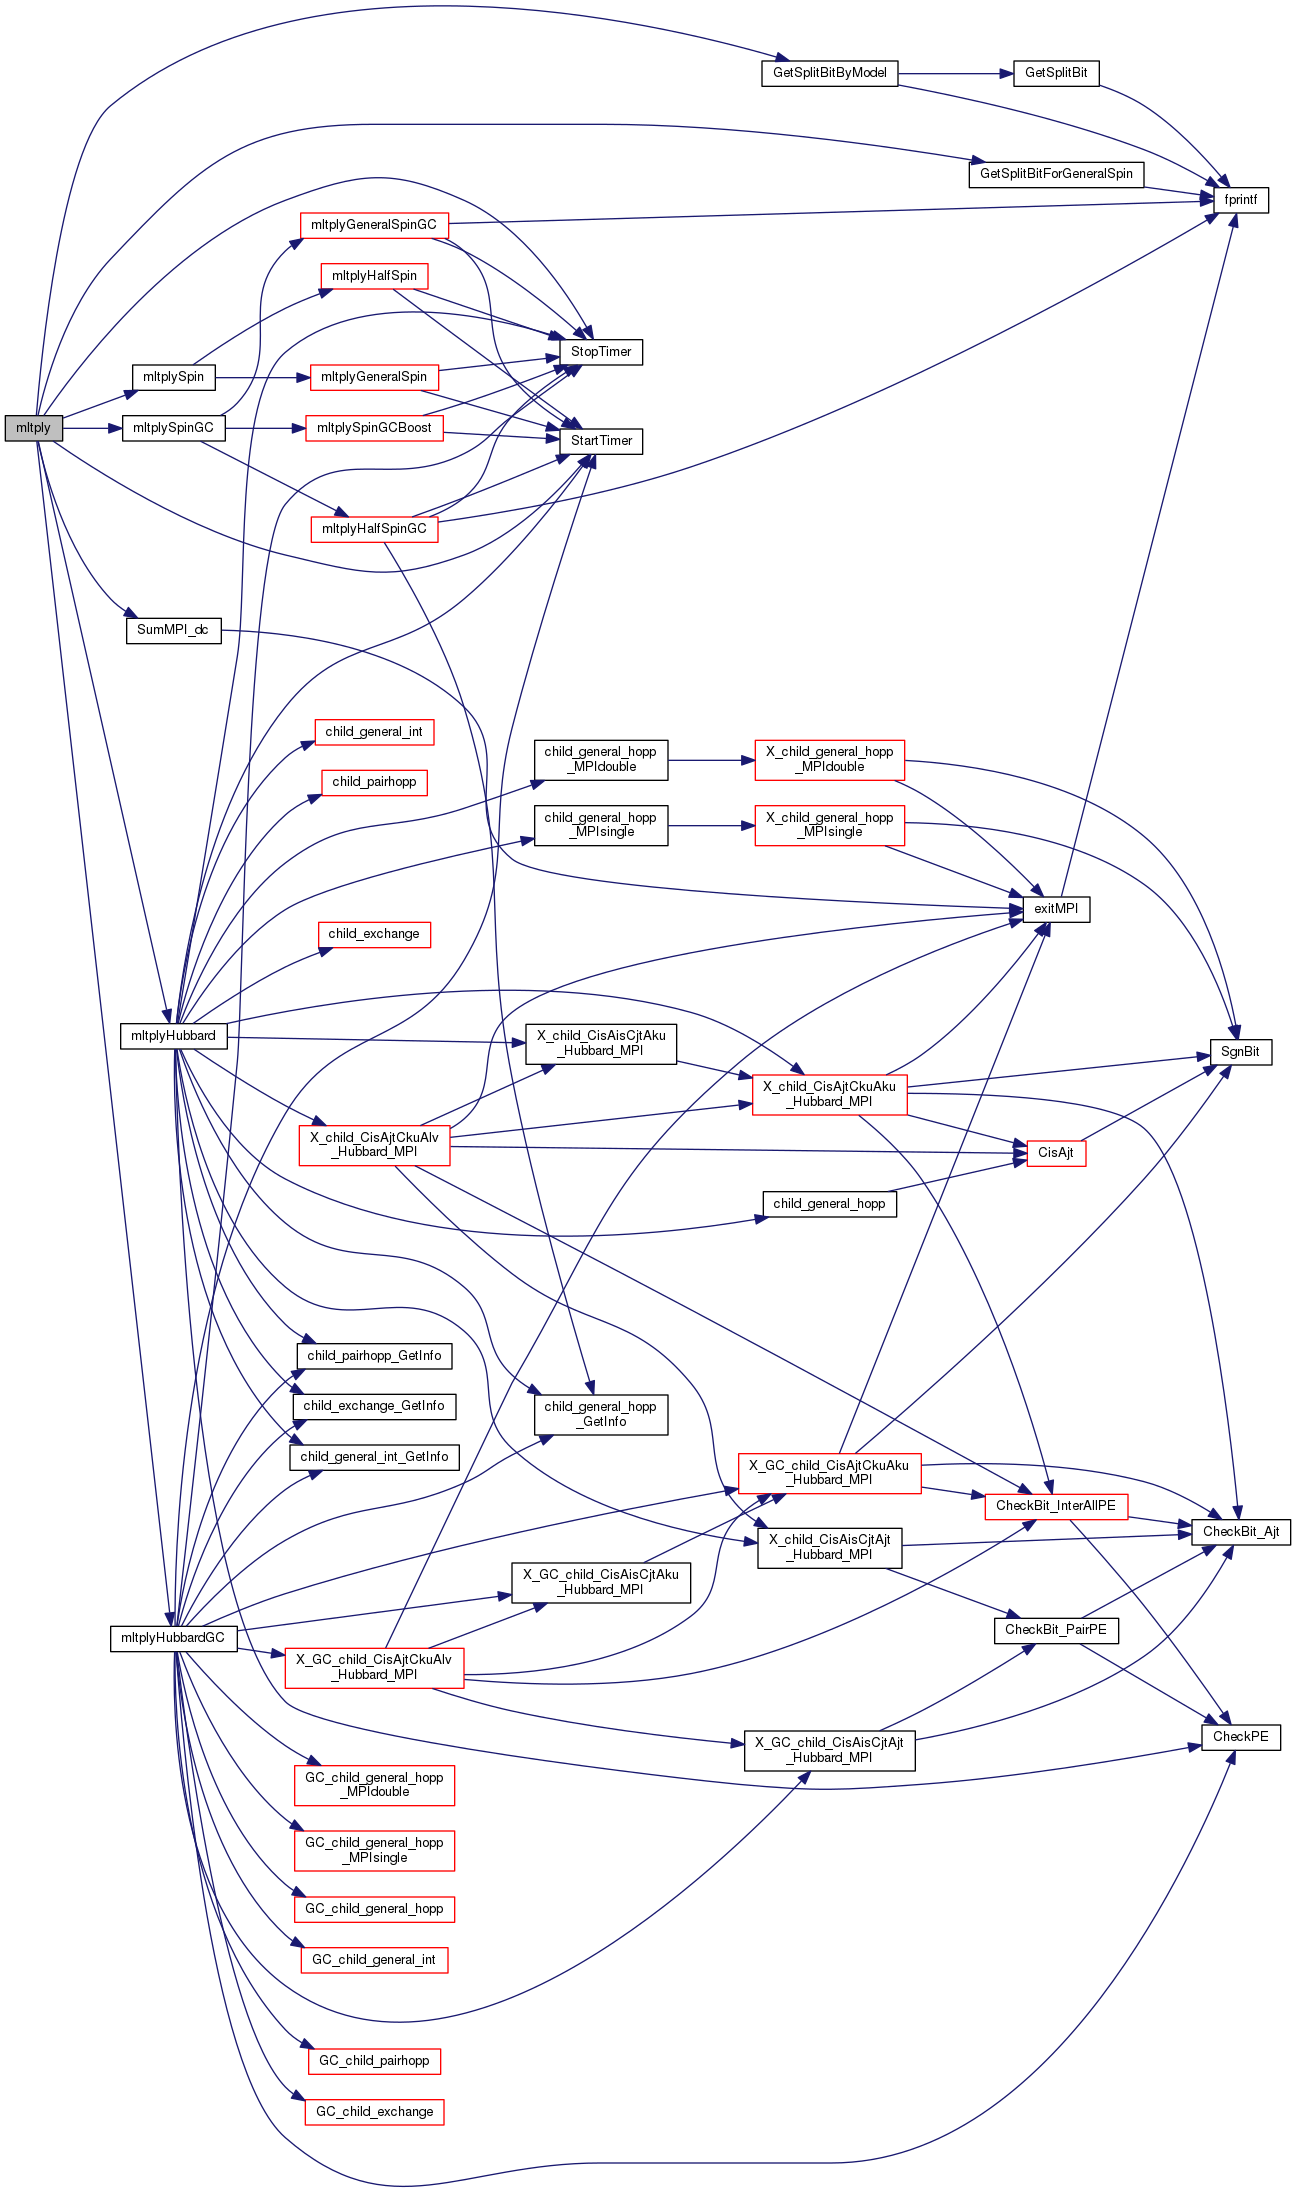 GetSplitBitByModel
GetSplitBit
GetSplitBitForGeneralSpin
fprintf
mltplyGeneralSpinGC
mltplyHalfSpin
StopTimer
mltplySpin
mltplyGeneralSpin
mltply
mltplySpinGC
mltplySpinGCBoost
StartTimer
mltplyHalfSpinGC
SumMPI_dc
child_general_int
child_general_hopp
_MPIdouble
X_child_general_hopp
_MPIdouble
child_pairhopp
child_general_hopp
_MPIsingle
X_child_general_hopp
_MPIsingle
exitMPI
child_exchange
mltplyHubbard
X_child_CisAisCjtAku
_Hubbard_MPI
SgnBit
X_child_CisAjtCkuAku
_Hubbard_MPI
X_child_CisAjtCkuAlv
_Hubbard_MPI
CisAjt
child_general_hopp
child_pairhopp_GetInfo
child_exchange_GetInfo
child_general_hopp
_GetInfo
child_general_int_GetInfo
X_GC_child_CisAjtCkuAku
_Hubbard_MPI
CheckBit_InterAllPE
CheckBit_Ajt
X_child_CisAisCjtAjt
_Hubbard_MPI
X_GC_child_CisAisCjtAku
_Hubbard_MPI
CheckBit_PairPE
mltplyHubbardGC
X_GC_child_CisAjtCkuAlv
_Hubbard_MPI
CheckPE
X_GC_child_CisAisCjtAjt
_Hubbard_MPI
GC_child_general_hopp
_MPIdouble
GC_child_general_hopp
_MPIsingle
GC_child_general_hopp
GC_child_general_int
GC_child_pairhopp
GC_child_exchange